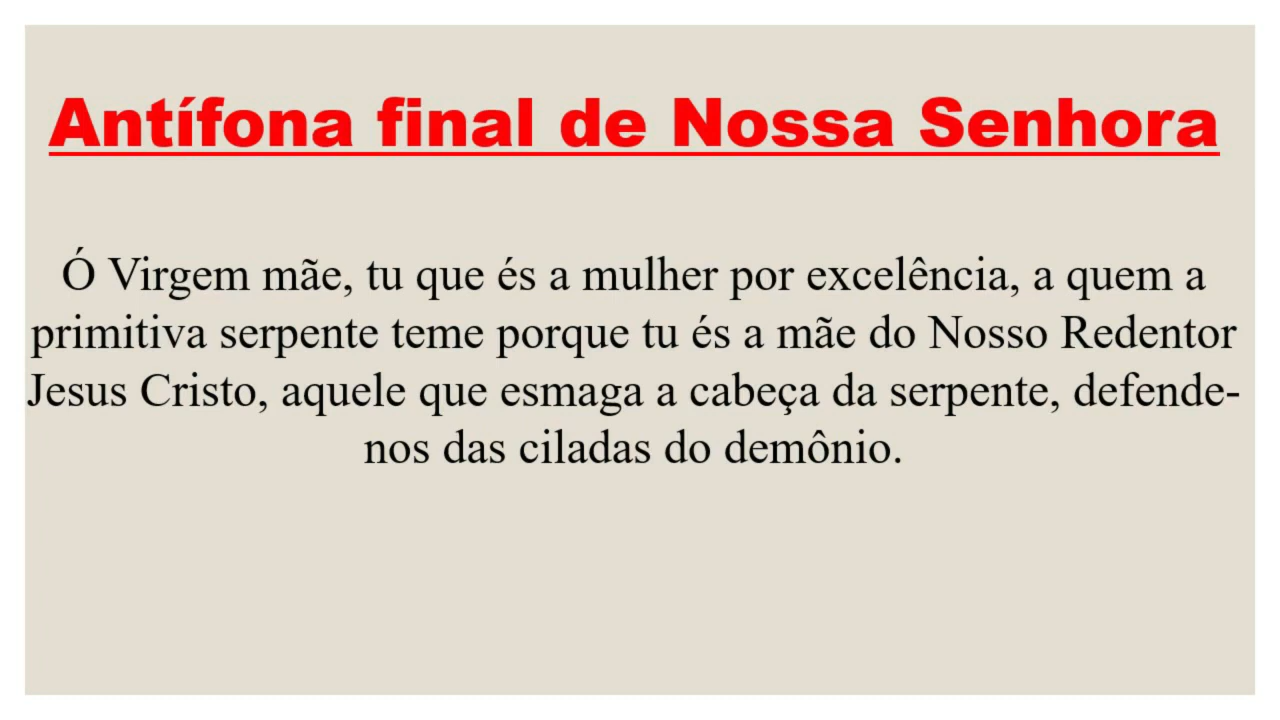 Antífona final de Nossa Senhora
Ó Virgem mãe, tu que és a mulher por excelência, a quem a
primitiva serpente teme porque tu és a mãe do Nosso Redentor
Jesus Cristo, aquele que esmaga a cabeça da serpente, defende-
nos das ciladas do demônio.